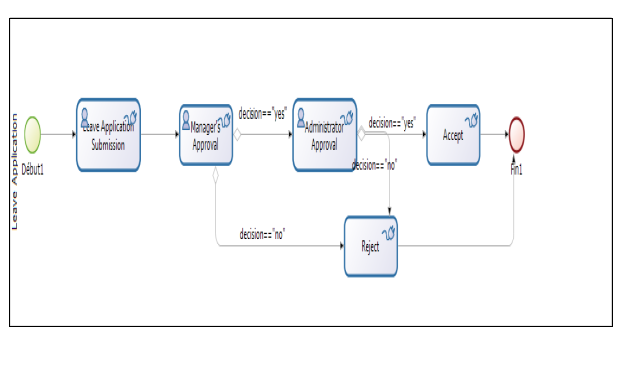 Leave Application
Début1
Leave Application
Submission
Manager's
Approval
decision=="yes"
Administrator
Approval
decision=="yes"
decision=="no"
Accept
Fin1
decision=="no"
Reject